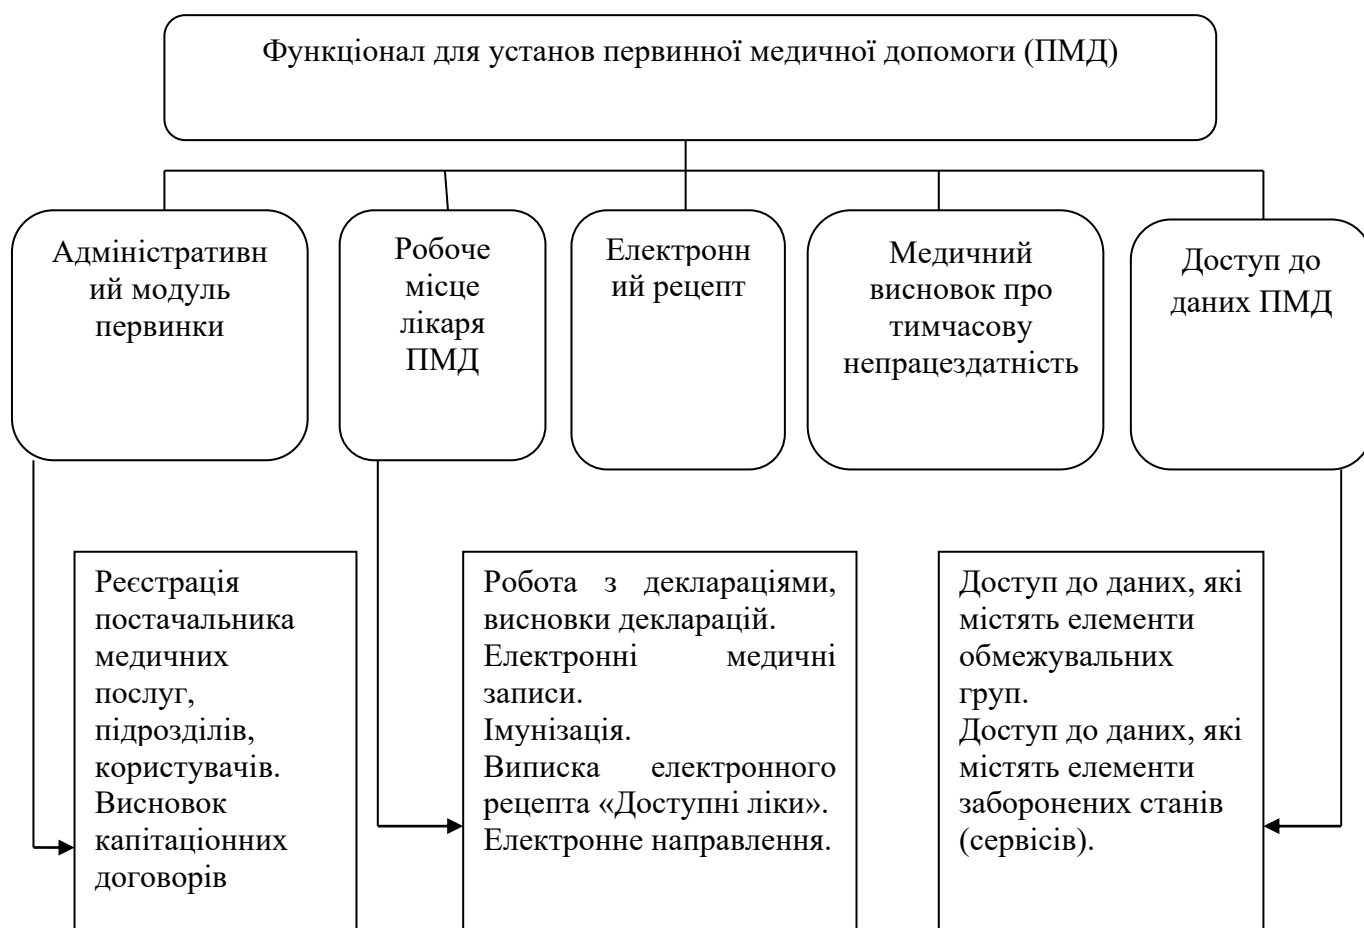 Функціонал для установ первинної медичної допомоги (ПМД)
Адміністративн
ий модуль
первинки
Робоче
місце
лікаря
ПМД
Електронн
ий рецепт
Медичний
висновок про
тимчасову
непрацездатність
Доступ до
даних ПМД
Реєстрація
постачальника
медичних
послуг,
підрозділів,
користувачів.
Висновок
капітаціонних
договорів
Робота з деклараціями,
висновки декларацій.
Електронні медичні
записи.
Імунізація.
Виписка електронного
рецепта «Доступні ліки».
Електронне направлення.
Доступ до даних, які
містять елементи
обмежувальних
груп.
Доступ до даних, які
містять елементи
заборонених станів
(сервісів).